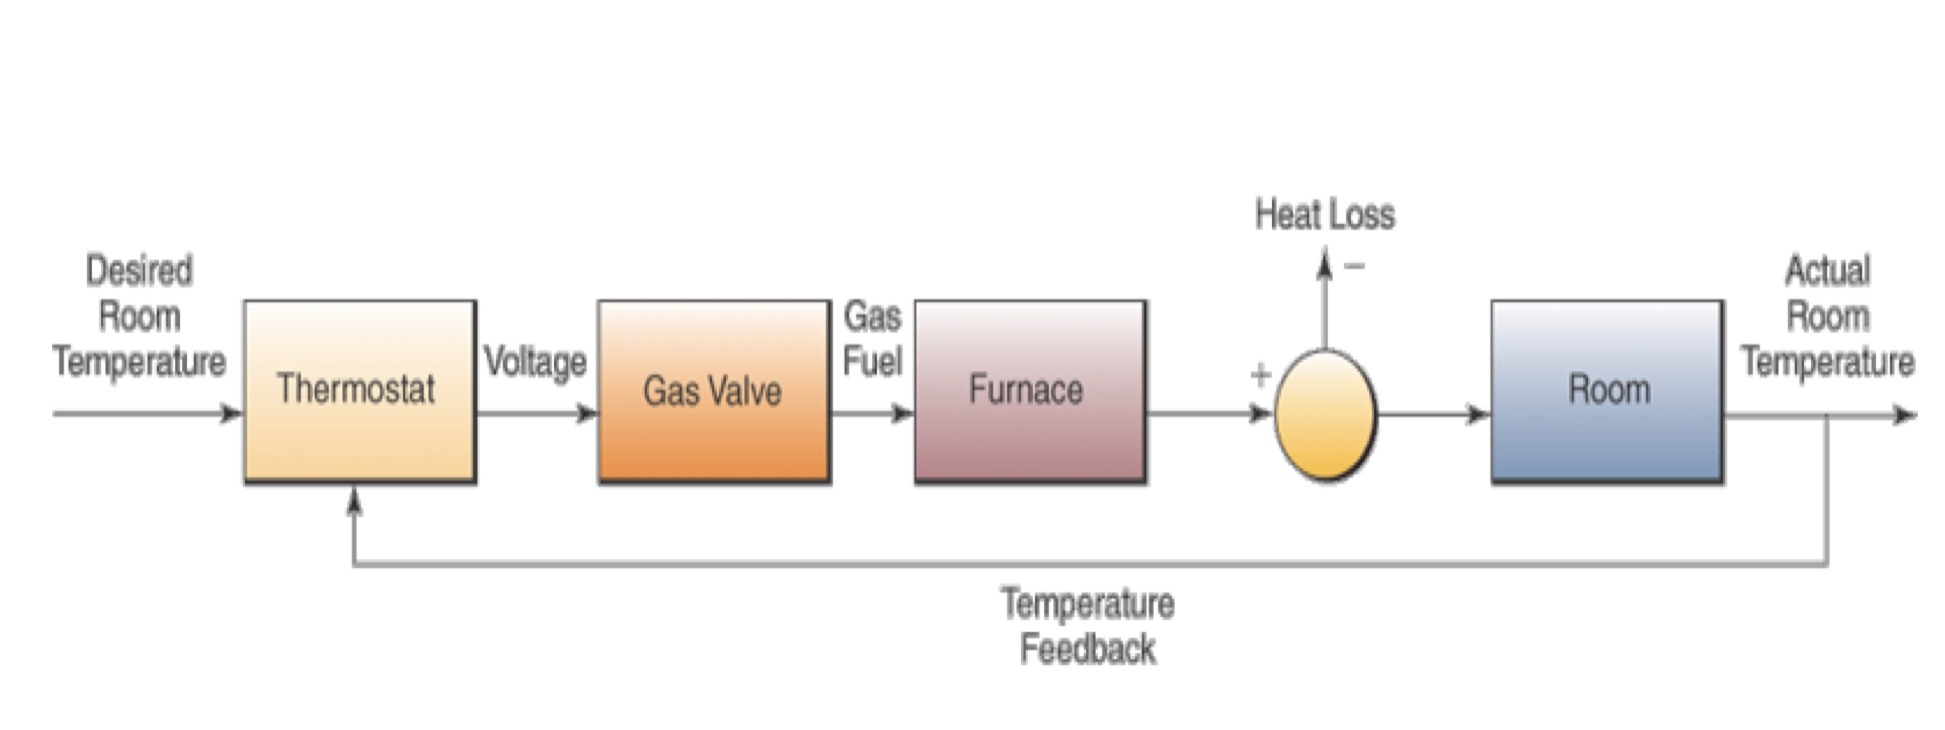 Desired
Room
Temperature
Thermostat
Voltage
Gas Valve
Gas
Fuel
Furnace
+
Heat Loss
–
Room
Actual
Room
Temperature
Temperature
Feedback